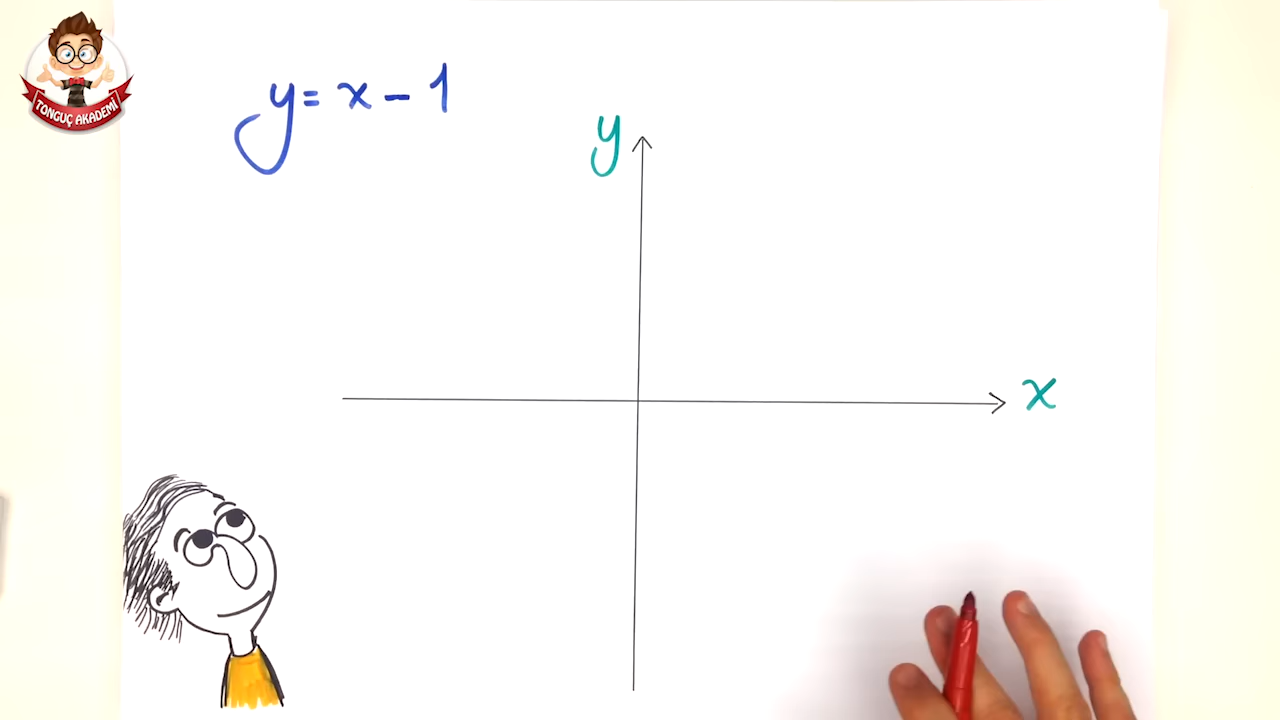 TONGUÇ AKADEMİ
y = x - 1
y
x